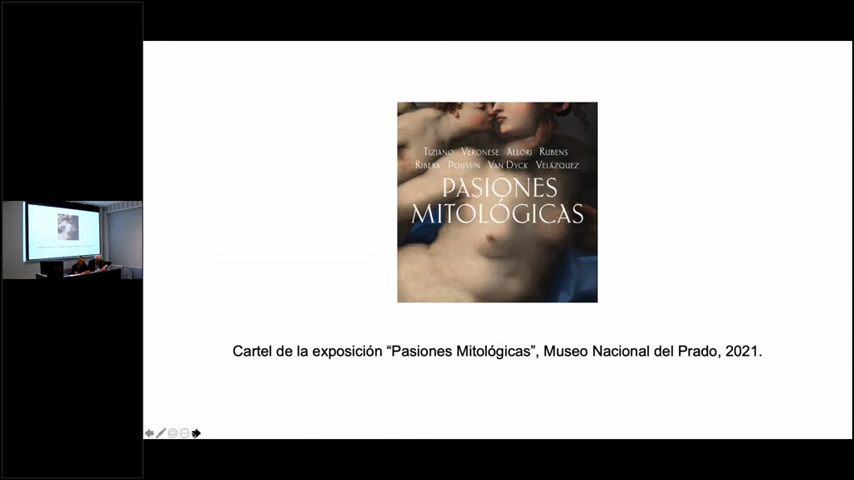 TIZIANO VERONESE ALLORI RUBENS
RIBERA POUSSIN VAN DYCK VELÁZQUEZ
PASIONES
MITOLÓGICAS
Cartel de la exposición “Pasiones Mitológicas”, Museo Nacional del Prado, 2021.